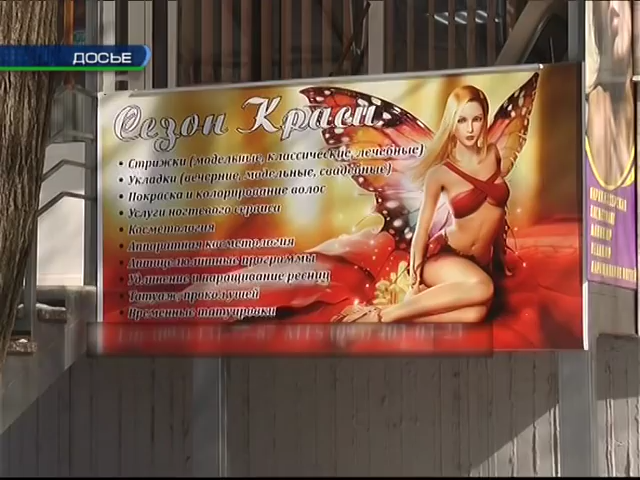 ДОСЬЕ
Сезон Краси
• Стрижки (модельные, классические, лечебные)
• Укладки (вечерние, модельные, свадебные)
• Покраска и колорирование волос
• Услуги ногтевого сервиса
• Косметология
• Аппаратная косметология
• Антицеллюлитные программы
• Удлинение и наращивание ресниц
• Татуаж, прокол ушей
• Временные татуировки